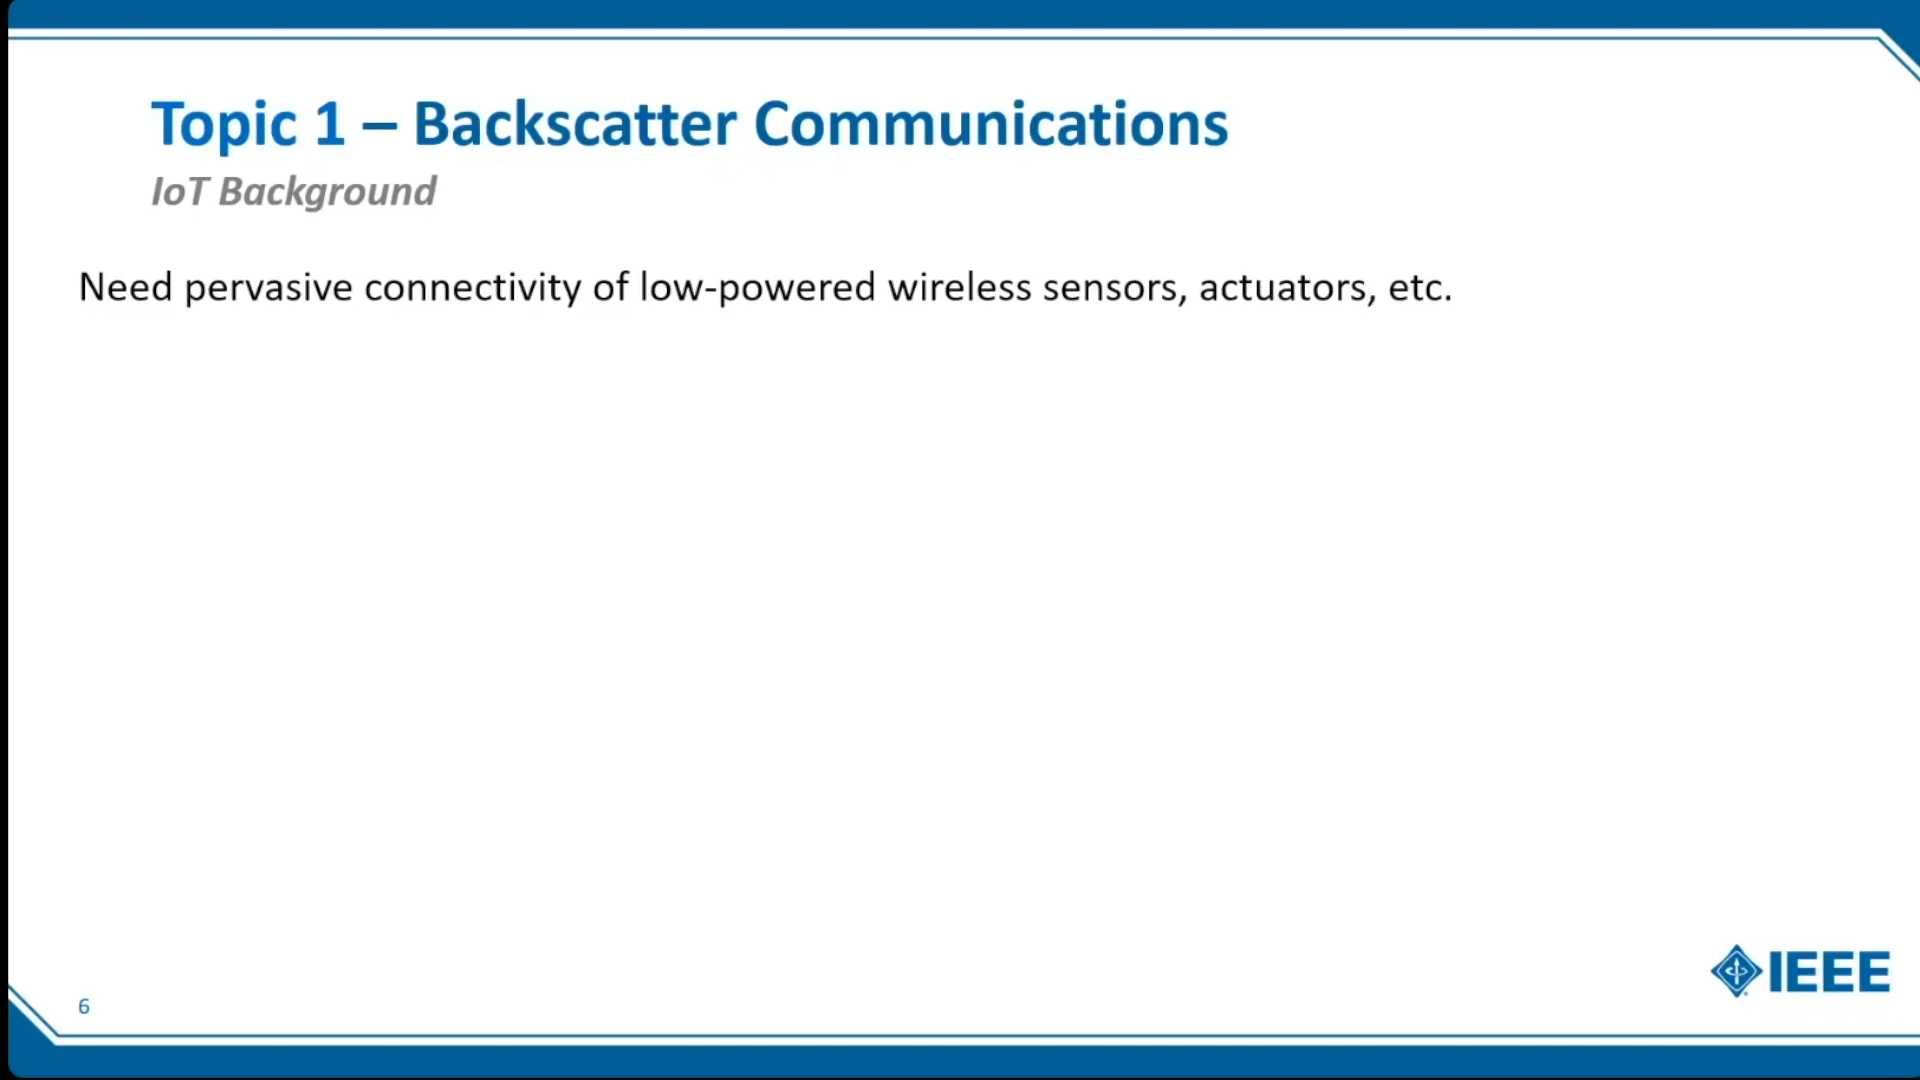 Topic 1 – Backscatter Communications
IoT Background
Need pervasive connectivity of low-powered wireless sensors, actuators, etc.
IEEE
6